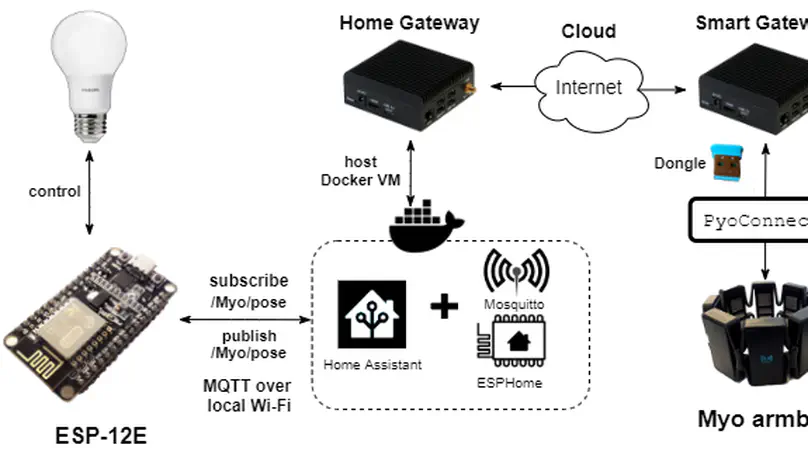 Home Gateway
Cloud
Smart Gatew
Internet
PHILIPS
control
host
Docker VM
Dongle
PyoConnec
subscribe
/Myo/pose
publish
/Myo/pose
MQTT over
local Wi-Fi
Mosquitto
Home Assistant
ESPHome
ESP-12E
Myo armb